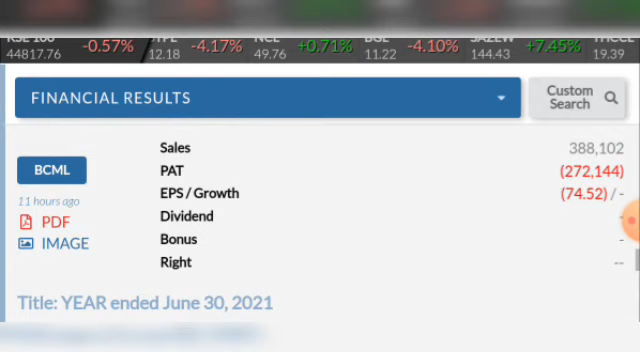 44817.76 -0.57% 12.18 -4.17% 49.76 +0.71% 11.22 -4.10% 144.43 +7.45% 19.39
FINANCIAL RESULTS
Custom Search
BCML
11 hours ago
PDF
IMAGE
Sales 388,102
PAT (272,144)
EPS / Growth (74.52) / -
Dividend -
Bonus -
Right --
Title: YEAR ended June 30, 2021